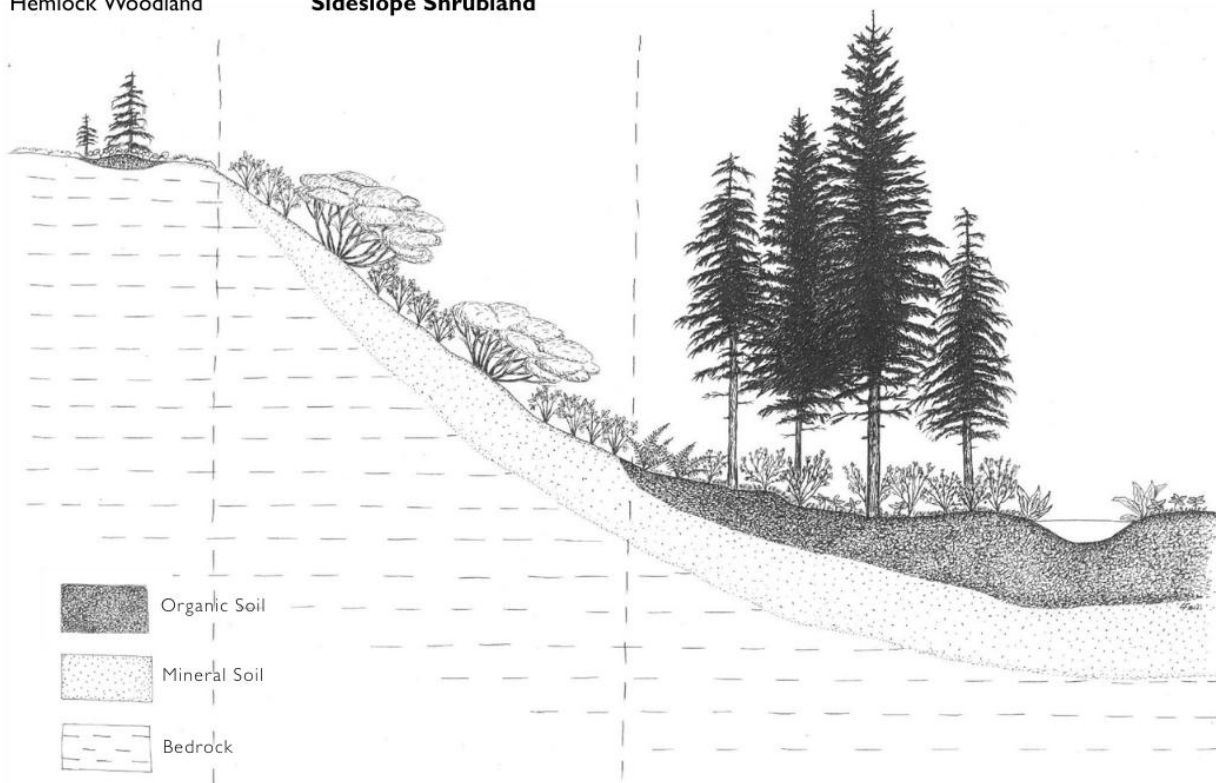 Hemlock Woodland
Sideslope Shrubland
Organic Soil
Mineral Soil
Bedrock